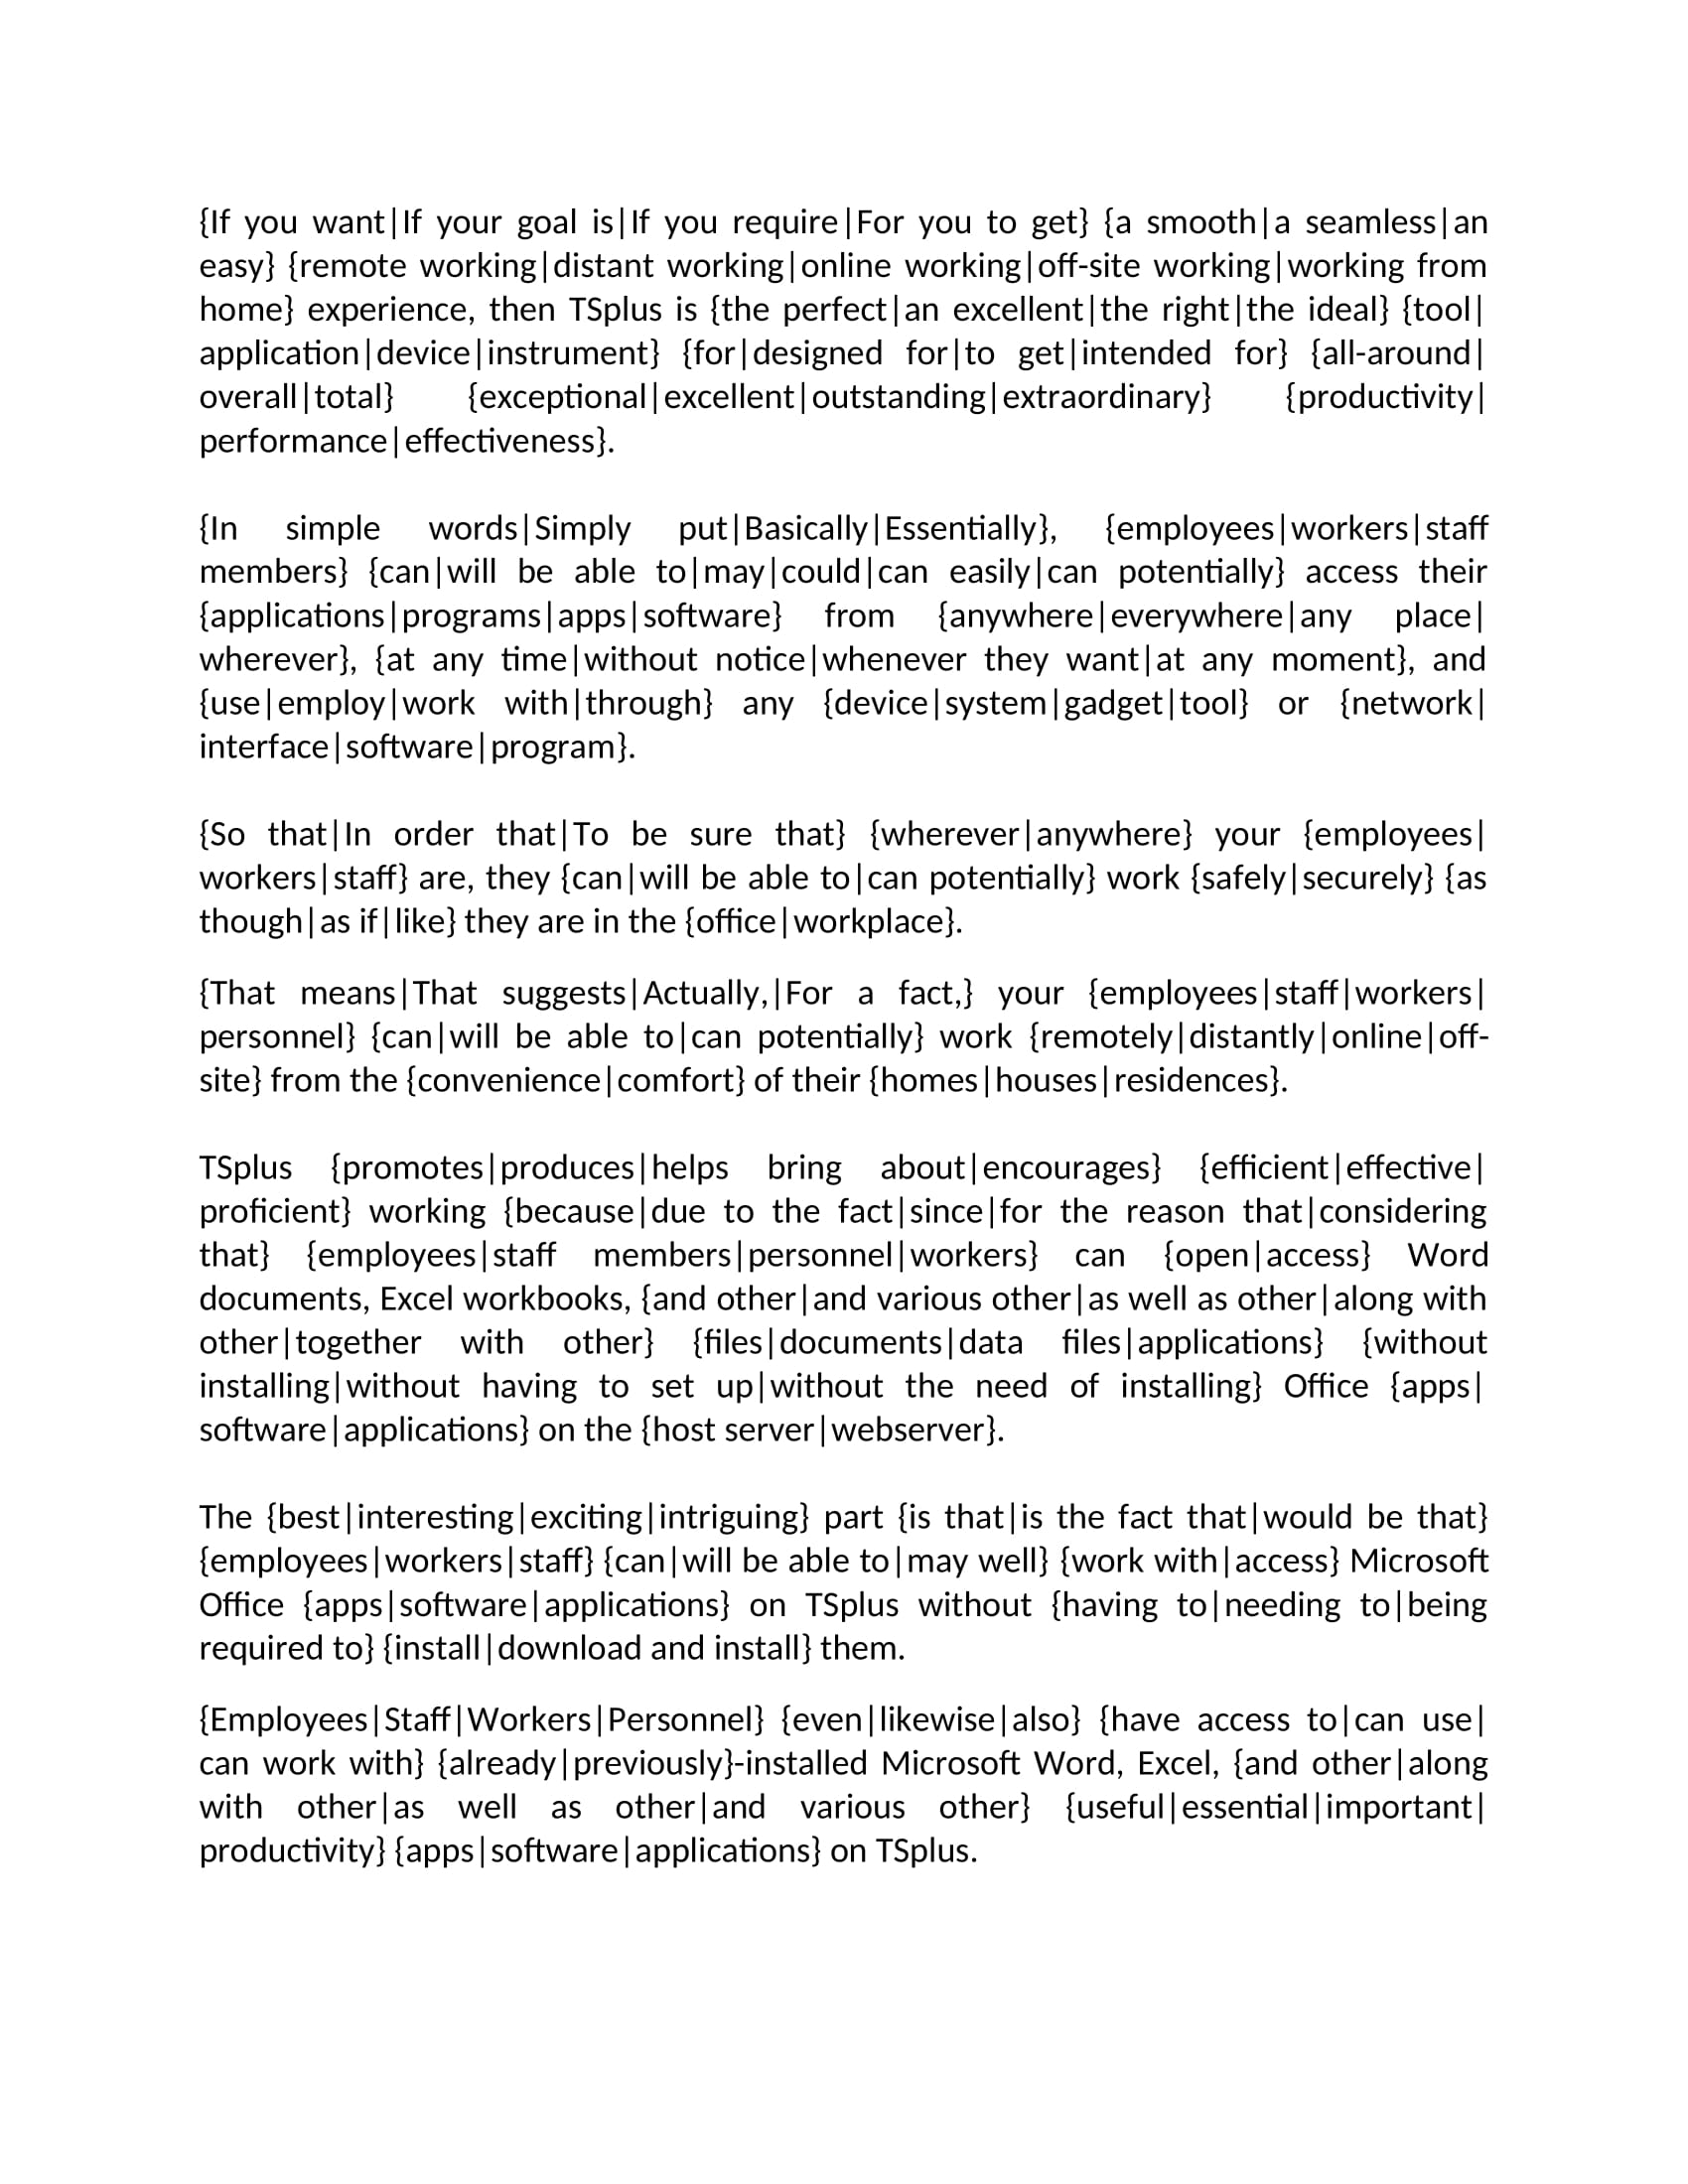 {If you want|If your goal is|If you require|For you to get} {a smooth|a seamless|an
easy} {remote working|distant working|online working|off-site working|working from
home} experience, then TSplus is {the perfect|an excellent|the right|the ideal} {tool|
application|device|instrument} {for|designed for|to get|intended for} {all-around|
overall|total} {exceptional|excellent|outstanding|extraordinary} {productivity|
performance|effectiveness}.
{In simple words|Simply put|Basically|Essentially}, {employees|workers|staff
members} {can|will be able to|may|could|can easily|can potentially} access their
{applications|programs|apps|software} from {anywhere|everywhere|any place|
wherever}, {at any time|without notice|whenever they want|at any moment}, and
{use|employ|work with|through} any {device|system|gadget|tool} or {network|
interface|software|program}.
{So that|In order that|To be sure that} {wherever|anywhere} your {employees|
workers|staff} are, they {can|will be able to|can potentially} work {safely|securely} {as
though|as if|like} they are in the {office|workplace}.
{That means|That suggests|Actually,|For a fact,} your {employees|staff|workers|
personnel} {can|will be able to|can potentially} work {remotely|distantly|online|off-
site} from the {convenience|comfort} of their {homes|houses|residences}.
TSplus {promotes|produces|helps bring about|encourages} {efficient|effective|
proficient} working {because|due to the fact|since|for the reason that|considering
that} {employees|staff members|personnel|workers} can {open|access} Word
documents, Excel workbooks, {and other|and various other|as well as other|along with
other|together with other} {files|documents|data files|applications} {without
installing|without having to set up|without the need of installing} Office {apps|
software|applications} on the {host server|webserver}.
The {best|interesting|exciting|intriguing} part {is that|is the fact that|would be that}
{employees|workers|staff} {can|will be able to|may well} {work with|access} Microsoft
Office {apps|software|applications} on TSplus without {having to|needing to|being
required to} {install|download and install} them.
{Employees|Staff|Workers|Personnel} {even|likewise|also} {have access to|can use|
can work with} {already|previously}-installed Microsoft Word, Excel, {and other|along
with other|as well as other|and various other} {useful|essential|important|
productivity} {apps|software|applications} on TSplus.